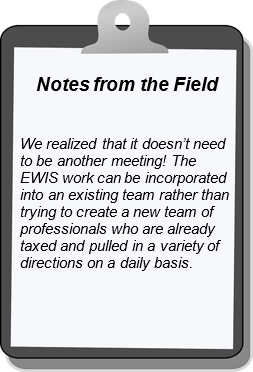 Notes from the Field
We realized that it doesn't need
to be another meeting! The
EWIS work can be incorporated
into an existing team rather than
trying to create a new team of
professionals who are already
taxed and pulled in a variety of
directions on a daily basis.